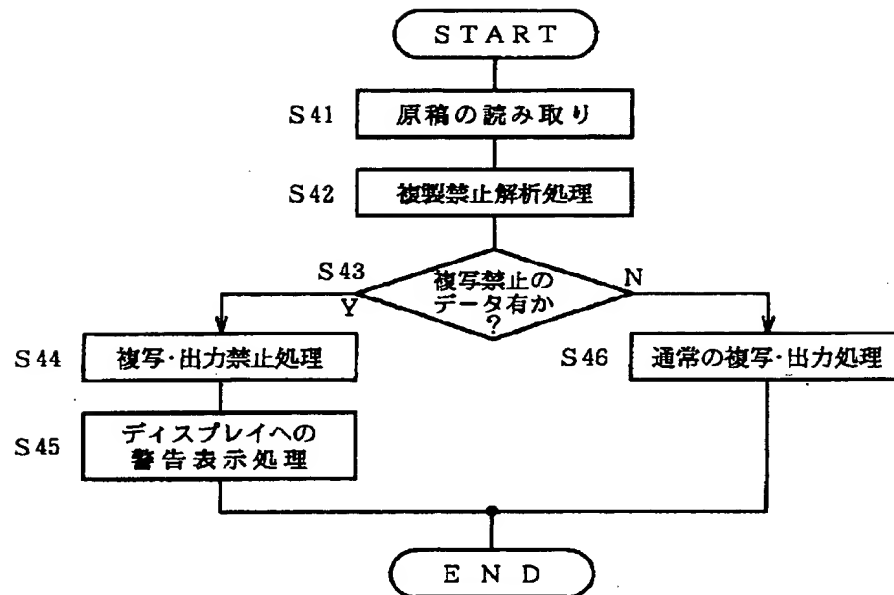 START
S41 原稿の読み取り
S42 複製禁止解析処理
S43 複写禁止の
データ有か
?
Y
N
S44 複写·出力禁止処理
S46 通常の複写·出力処理
S45 ディスプレイへの
警告表示処理
END